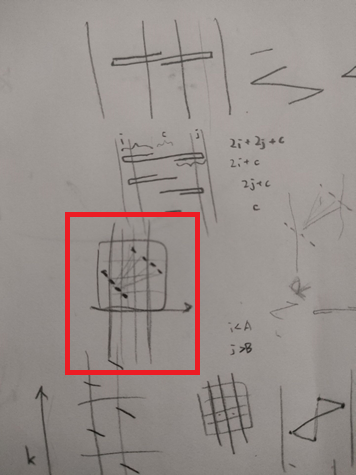 i c j
2i + 2j + c
2i + c
2j + c
c
i < A
j > B
k